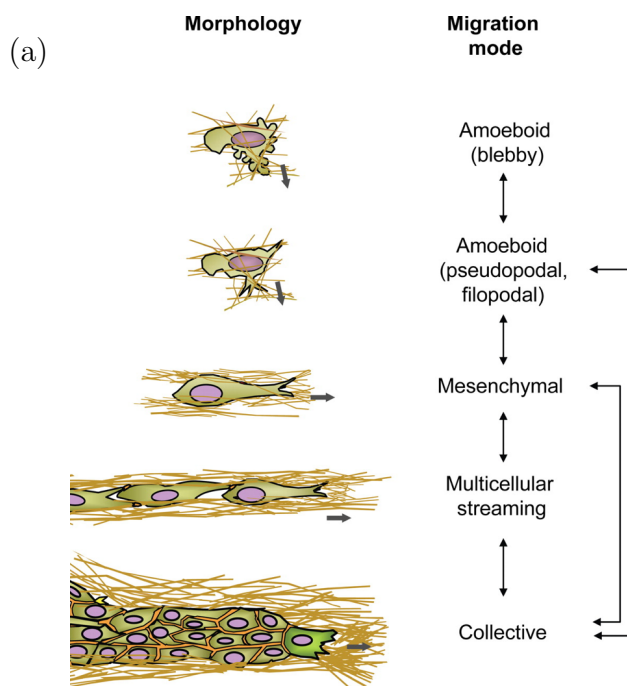 Morphology
Migration
mode
(a)
Amoeboid
(blebby)
Amoeboid
(pseudopodal,
filopodal)
Mesenchymal
Multicellular
streaming
Collective